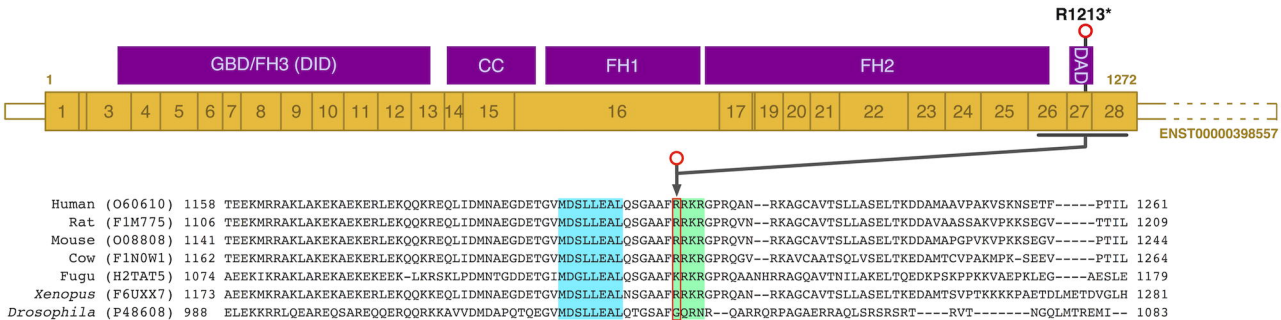 R1213*
GBD/FH3 (DID) CC FH1 FH2 DAD
1 1272
1 3 4 5 6 7 8 9 10 11 12 13 14 15 16 17 19 20 21 22 23 24 25 26 27 28
ENST00000398557
Human (O60610) 1158 TEEKMRRAKLAKEKAEKERLEKQQKREQLIDMNAEGDETGVMDSLLEALQSGAAFRRKRGPRQAN--RKAGCAVTSLLASELTKDDAMAAVPAKVSKNSETF-----PTIL 1261
Rat (F1M775) 1106 TEEKMRRAKLAKEKAEKERLEKQQKREQLIDMNAEGDETGVMDSLLEALQSGAAFRRKRGPRQVN--RKAGCAVTSLLASELTKDDAVAASSAKVPKKSEGV-----TTIL 1209
Mouse (O08808) 1141 TEEKMRRAKLAKEKAEKERLEKQQKREQLIDMNAEGDETGVMDSLLEALQSGAAFRRKRGPRQVN--RKAGCAVTSLLASELTKDDAMAPGPVKVPKKSEGV-----PTIL 1244
Cow (F1N0W1) 1162 TEEKMRRAKLAKEKAEKERLEKQQKREQLIDMNAEGDETGVMDSLLEALQSGAAFRRKRGPRQGV--RKAVCAATSQLVSELTKEDAMTCVPAKMPK-SEEV-----PTIL 1264
Fugu (H2TAT5) 1074 AEEKIKRAKLAREKAEKEEK-LKRSKLPDMNTGDDETGIMDGLLEALQSGAAFKRKRGPRQAANHRRAGQAVTNILAKELTQEDKPSKPPKKVAEPKLEG----AESLE 1179
Xenopus (F6UXX7) 1173 AEEKMRKAKLAKEKAEKERLEKQQKKEQLIDMNAEGDETGVMDSLLEALNSGAAFRRKRGPRQAN--RKAGCAVTSLLASELTKEDAMTSVPTKKKKPAETDLMETDVGLH 1281
Drosophila (P48608) 988 ELEKKRRLQEAREQSAREQQERQQRKKAVVDMDAPQTQEGVMDSLLEALQTGSAFGQRNR--QARRQRPAGAERRAQLSRSRSRT----RVT-----NGQLMTREMI- 1083